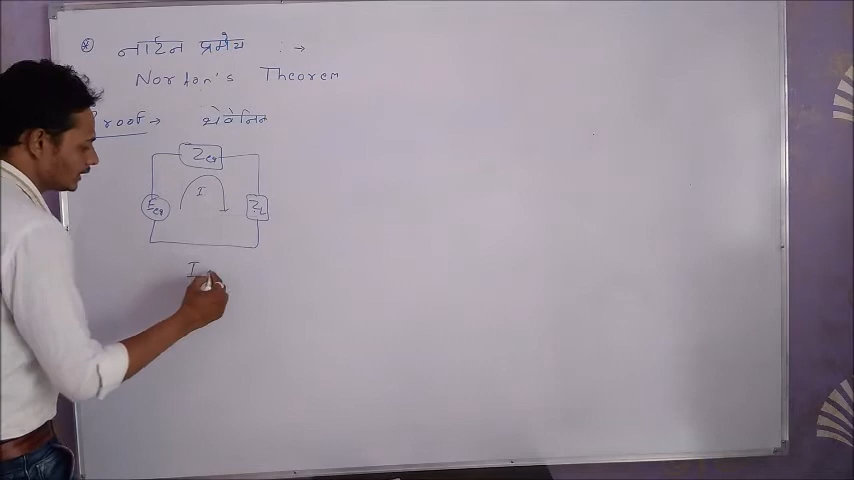 नार्टन प्रमेय :→
Norton's Theorem
Proof → थेवेनिन
Zeq
I
Eeq ZL
I